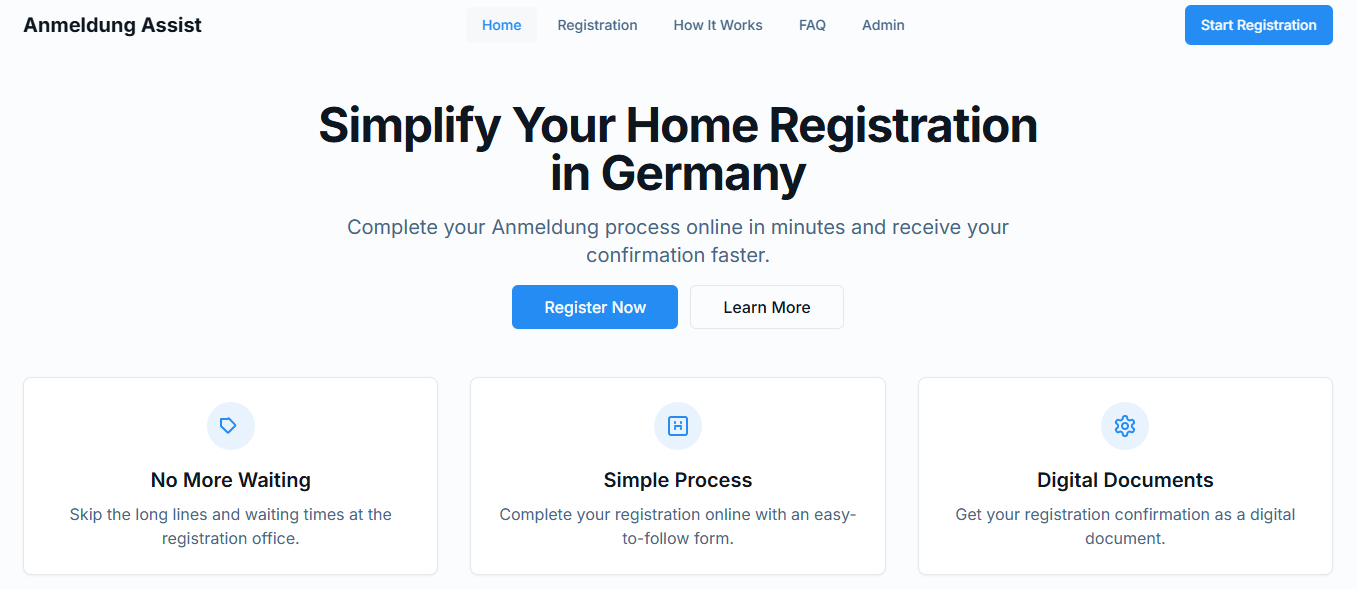 Anmeldung Assist
Home
Registration
How It Works
FAQ
Admin
Start Registration
Simplify Your Home Registration
in Germany
Complete your Anmeldung process online in minutes and receive your
confirmation faster.
Register Now
Learn More
No More Waiting
Skip the long lines and waiting times at the
registration office.
Simple Process
Complete your registration online with an easy-
to-follow form.
Digital Documents
Get your registration confirmation as a digital
document.